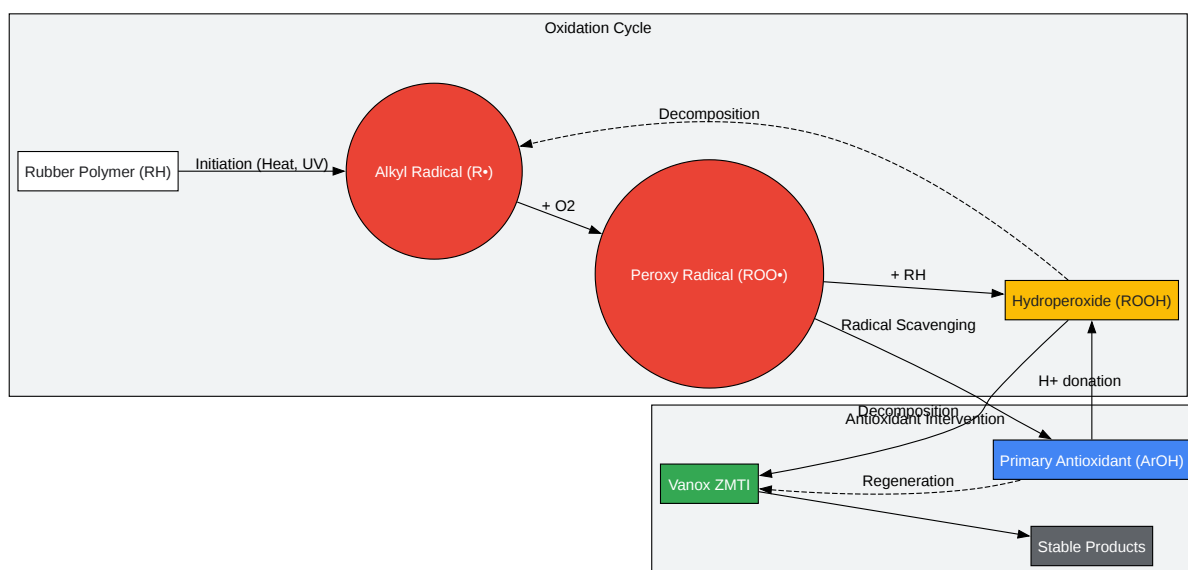 Oxidation Cycle
Decomposition
Rubber Polymer (RH)
Initiation (Heat, UV)
Alkyl Radical (R•)
+ O2
Peroxy Radical (ROO•)
+ RH
Hydroperoxide (ROOH)
Radical Scavenging
H+ donation
Decomposition
Antioxidant Intervention
Primary Antioxidant (ArOH)
Vanox ZMTI
Regeneration
Stable Products